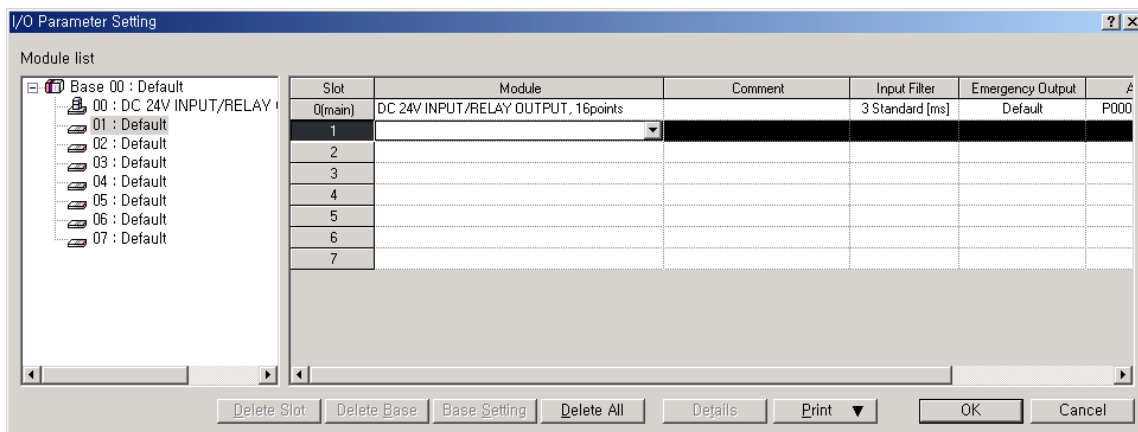 I/O Parameter Setting
Module list
Base 00 : Default
00 : DC 24V INPUT/RELAY
01 : Default
02 : Default
03 : Default
04 : Default
05 : Default
06 : Default
07 : Default
Slot Module Comment Input Filter Emergency Output A
0(main) DC 24V INPUT/RELAY OUTPUT, 16points 3 Standard [ms] Default P000
1
2
3
4
5
6
7
Delete Slot Delete Base Base Setting Delete All Details Print ▼ OK Cancel